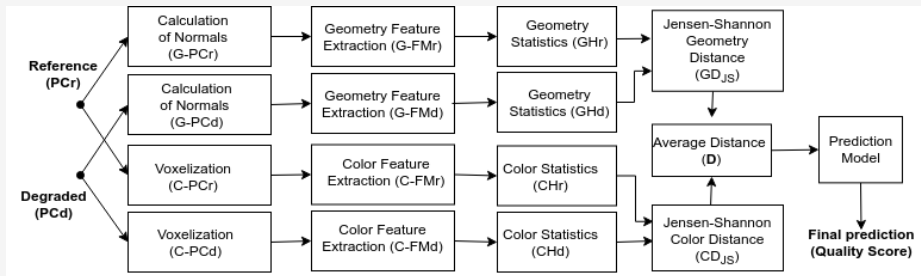 Reference
(PCr)
Degraded
(PCd)
Calculation
of Normals
(G-PCr)
Geometry Feature
Extraction (G-FMr)
Geometry
Statistics (GHr)
Jensen-Shannon
Geometry
Distance
(GD_JS)
Calculation
of Normals
(G-PCd)
Geometry Feature
Extraction (G-FMd)
Geometry
Statistics (GHd)
Voxelization
(C-PCr)
Color Feature
Extraction (C-FMr)
Color Statistics
(CHr)
Average Distance
(D)
Prediction
Model
Voxelization
(C-PCd)
Color Feature
Extraction (C-FMd)
Color Statistics
(CHd)
Jensen-Shannon
Color Distance
(CD_JS)
Final prediction
(Quality Score)